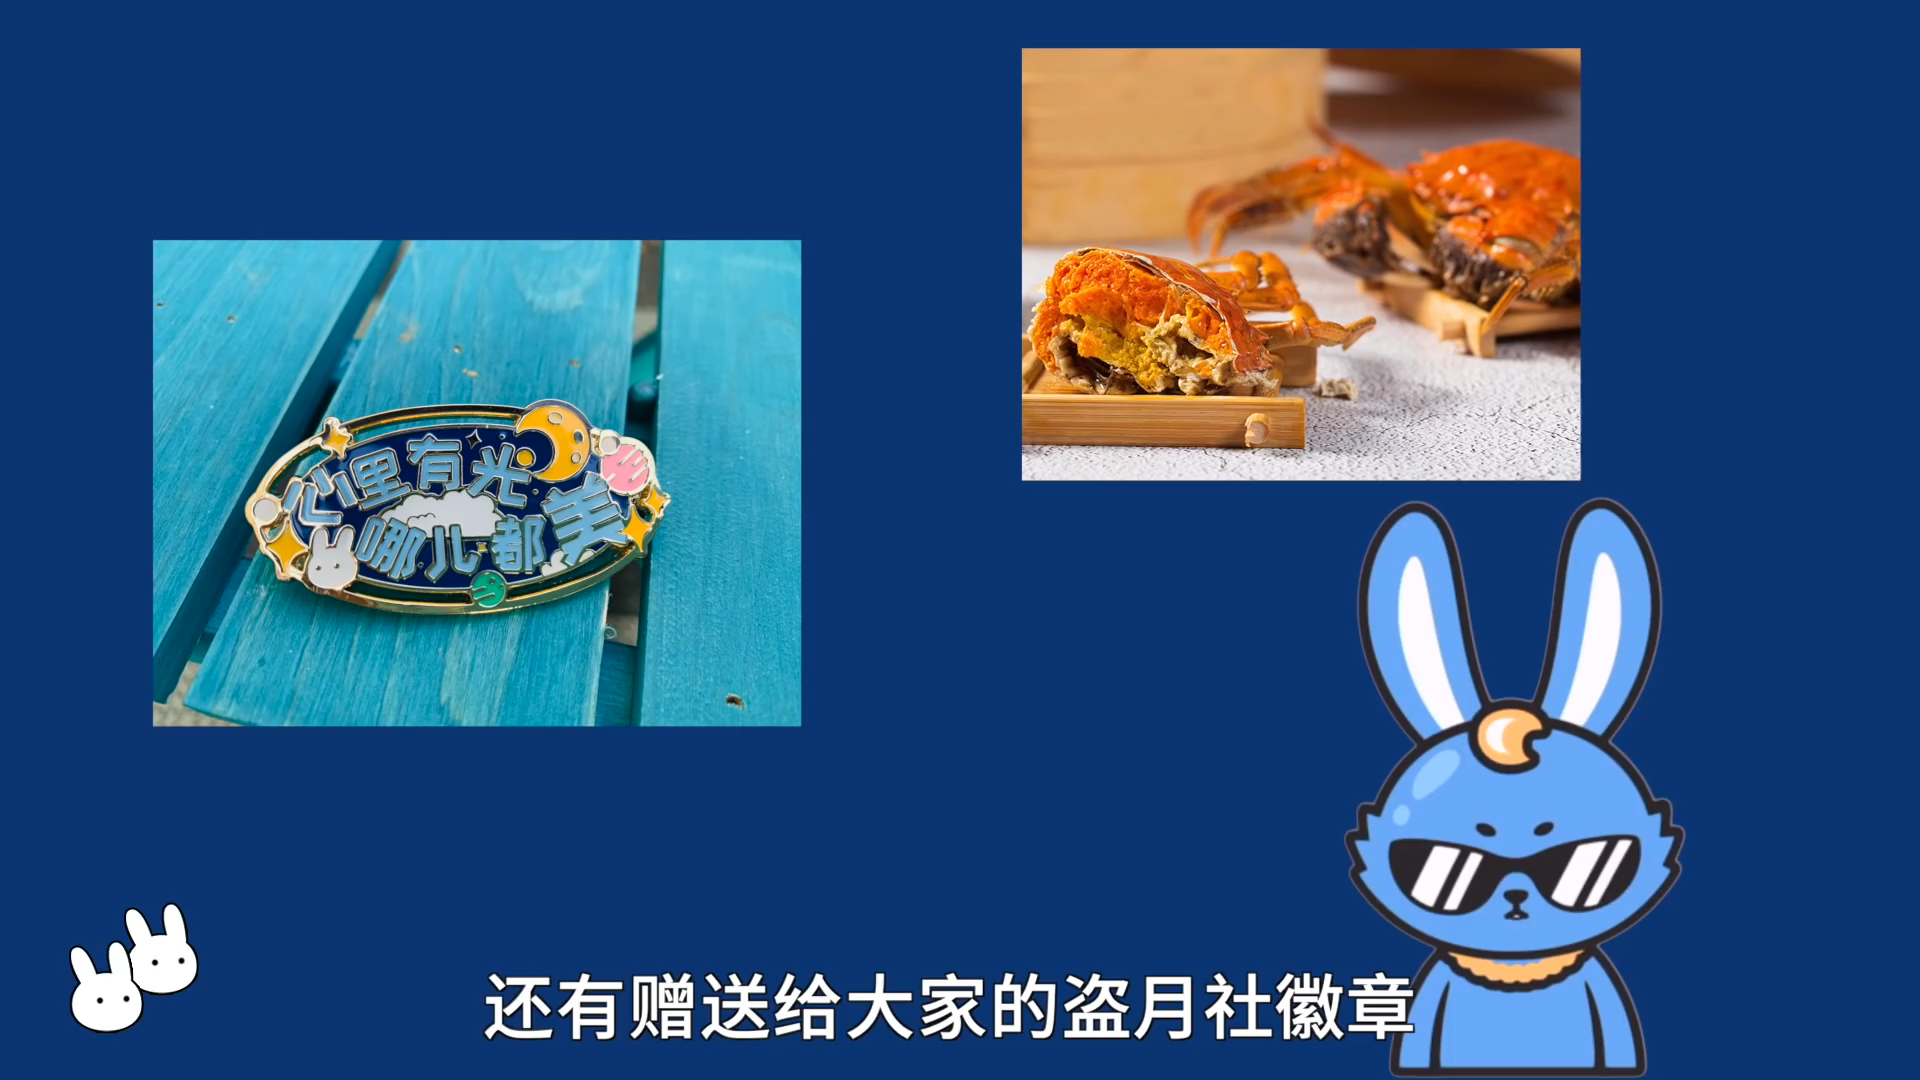 心里有光
哪儿都美
还有赠送给大家的盗月社徽章